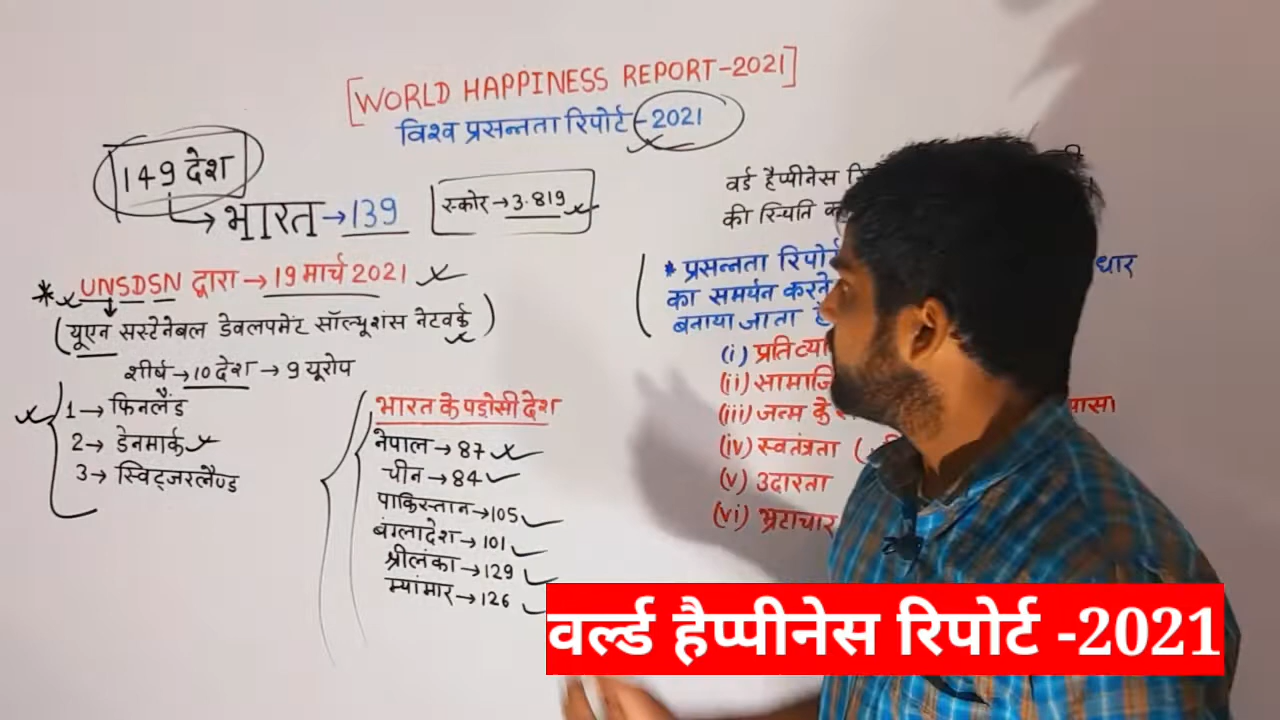 [WORLD HAPPINESS REPORT-2021]
विश्व प्रसन्नता रिपोर्ट-2021
149 देश
भारत→139
स्कोर→3.819
UNSDSN द्वारा→19 मार्च 2021
(यूएन सस्टेनेबल डेवलपमेंट सॉल्यूशंस नेटवर्क)
शीर्ष→10 देश→9 यूरोप
1→फिनलैंड
2→डेनमार्क
3→स्विट्जरलैण्ड
भारत के पड़ोसी देश
नेपाल→87
चीन→84
पाकिस्तान→105
बंग्लादेश→101
श्रीलंका→129
म्यांमार→126
वर्ड हैप्पीनेस
की स्थिति
* प्रसन्नता रिपोर्ट धार
का समर्थन करने
बनाया जाता
(i) प्रति व्या
(ii) सामाजि
(iii) जन्म के
(iv) स्वतंत्रता
(v) उदारता
(vi) भ्रटाचार
वर्ल्ड हैप्पीनेस रिपोर्ट -2021